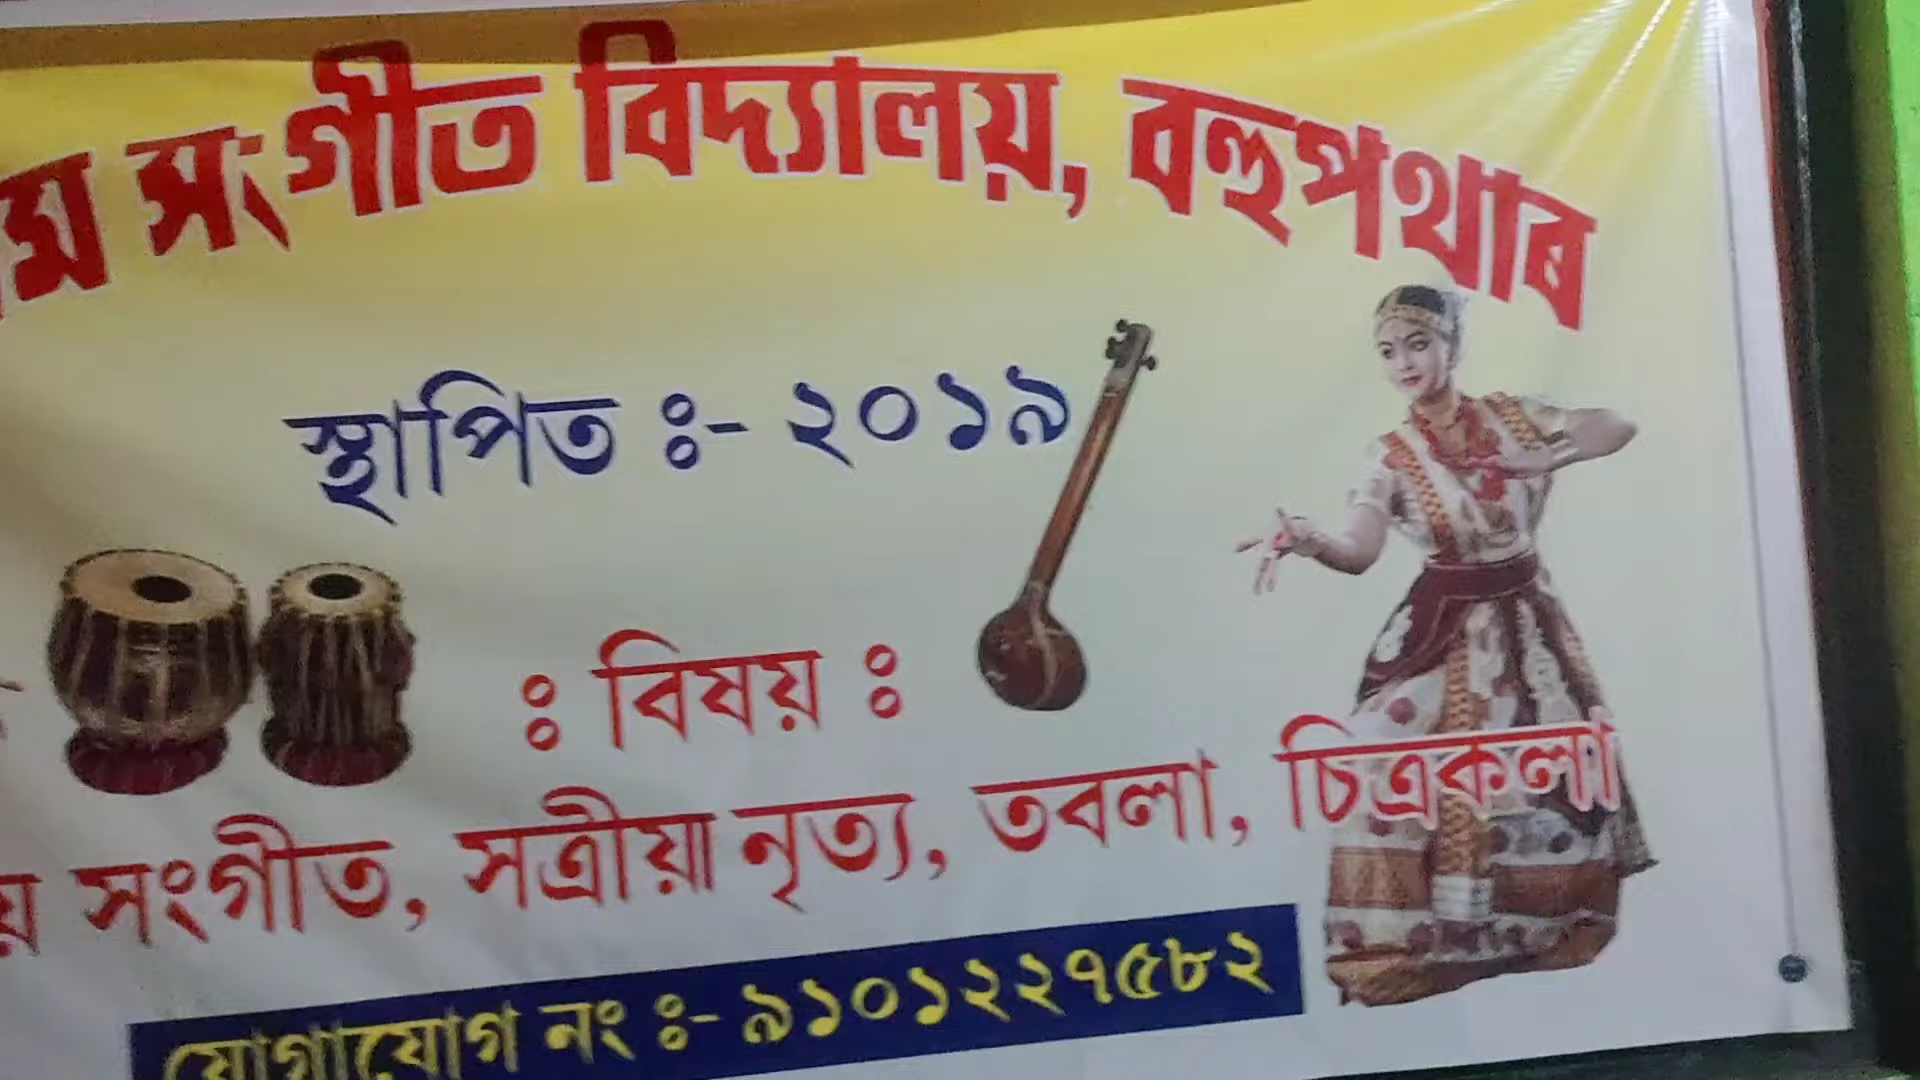 সংগীত বিদ্যালয়, বহুপথাৰ
স্থাপিত ঃ- ২০১৯
ঃ বিষয় ঃ
সংগীত, সত্ৰীয়া নৃত্য, তবলা, চিত্ৰকলা
যোগাযোগ নং ঃ- ৯১০১২২৭৫৮২